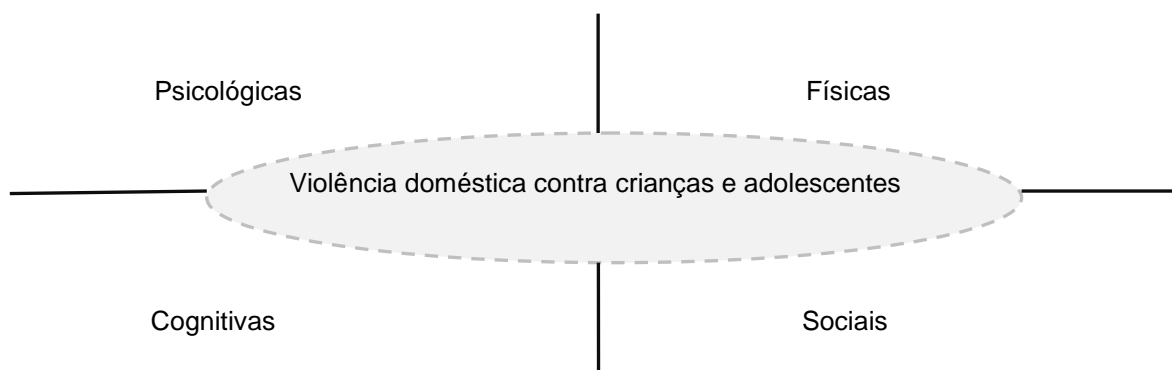 Psicológicas
Físicas
Violência doméstica contra crianças e adolescentes
Cognitivas
Sociais